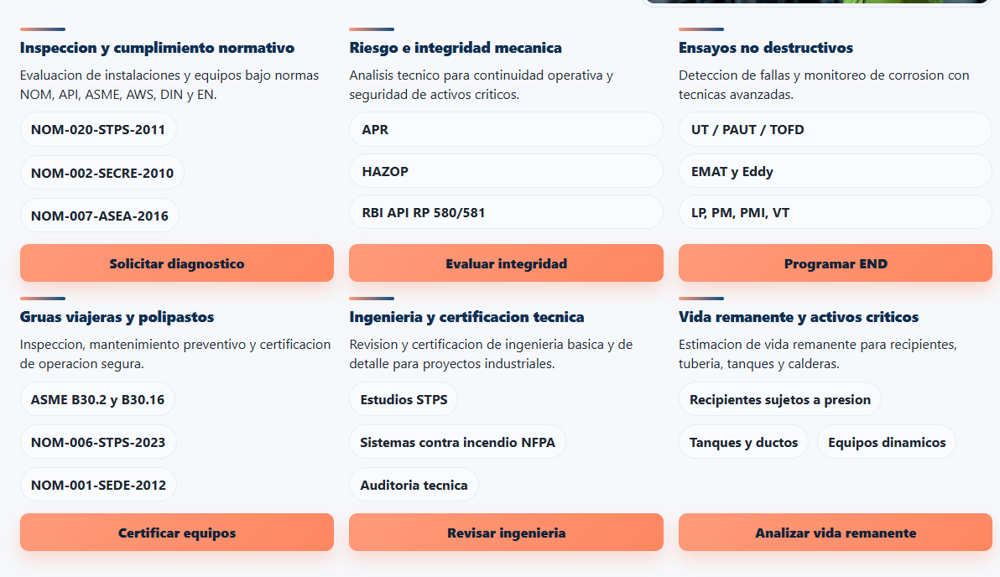 Inspeccion y cumplimiento normativo
Evaluacion de instalaciones y equipos bajo normas
NOM, API, ASME, AWS, DIN y EN.
NOM-020-STPS-2011
NOM-002-SECRE-2010
NOM-007-ASEA-2016
Solicitar diagnostico
Riesgo e integridad mecanica
Analisis tecnico para continuidad operativa y
seguridad de activos criticos.
APR
HAZOP
RBI API RP 580/581
Evaluar integridad
Ensayos no destructivos
Deteccion de fallas y monitoreo de corrosion con
tecnicas avanzadas.
UT / PAUT / TOFD
EMAT y Eddy
LP, PM, PMI, VT
Programar END
Gruas viajeras y polipastos
Inspeccion, mantenimiento preventivo y certificacion
de operacion segura.
ASME B30.2 y B30.16
NOM-006-STPS-2023
NOM-001-SEDE-2012
Certificar equipos
Ingenieria y certificacion tecnica
Revision y certificacion de ingenieria basica y de
detalle para proyectos industriales.
Estudios STPS
Sistemas contra incendio NFPA
Auditoria tecnica
Revisar ingenieria
Vida remanente y activos criticos
Estimacion de vida remanente para recipientes,
tuberia, tanques y calderas.
Recipientes sujetos a presion
Tanques y ductos
Equipos dinamicos
Analizar vida remanente